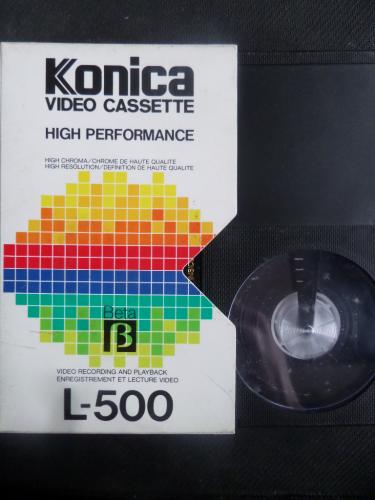 Konica
VIDEO CASSETTE
HIGH PERFORMANCE
HIGH CHROMA/CHROME DE HAUTE QUALITE
HIGH RESOLUTION/DEFINITION DE HAUTE QUALITE
Beta
β
VIDEO RECORDING AND PLAYBACK
ENREGISTREMENT ET LECTURE VIDEO
L-500